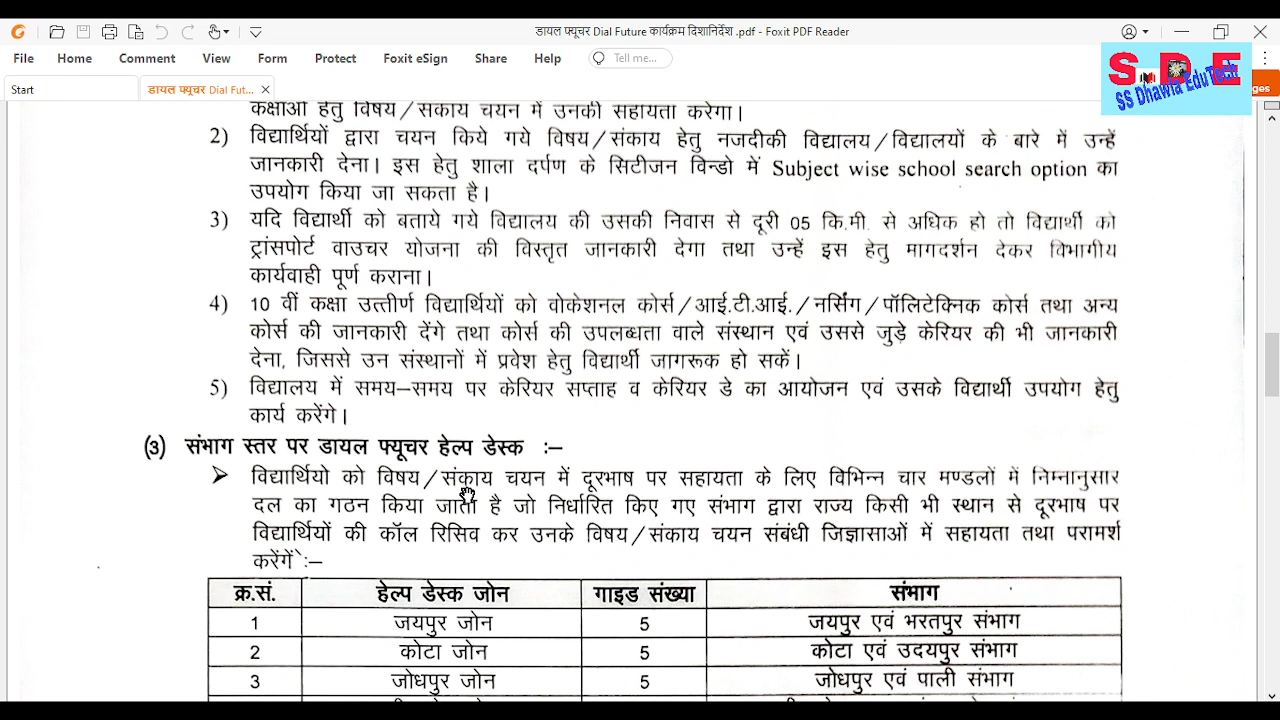 डायल फ्यूचर Dial Future कार्यक्रम दिशानिर्देश .pdf - Foxit PDF Reader
File Home Comment View Form Protect Foxit eSign Share Help Tell me...
Start डायल फ्यूचर Dial Fut...
S D E
SS Dhawla EduTech
ges
कक्षाओं हेतु विषय/सकाय चयन में उनकी सहायता करेगा।
2) विद्यार्थियों द्वारा चयन किये गये विषय/संकाय हेतु नजदीकी विद्यालय/विद्यालयों के बारे में उन्हें
जानकारी देना। इस हेतु शाला दर्पण के सिटीजन विन्डो में Subject wise school search option का
उपयोग किया जा सकता है।
3) यदि विद्यार्थी को बताये गये विद्यालय की उसकी निवास से दूरी 05 कि.मी. से अधिक हो तो विद्यार्थी को
ट्रांसपोर्ट वाउचर योजना की विस्तृत जानकारी देगा तथा उन्हें इस हेतु मागदर्शन देकर विभागीय
कार्यवाही पूर्ण कराना।
4) 10 वीं कक्षा उत्तीर्ण विद्यार्थियों को वोकेशनल कोर्स/आई.टी.आई./नर्सिंग/पॉलिटेक्निक कोर्स तथा अन्य
कोर्स की जानकारी देंगे तथा कोर्स की उपलब्धता वाले संस्थान एवं उससे जुड़े केरियर की भी जानकारी
देना, जिससे उन संस्थानों में प्रवेश हेतु विद्यार्थी जागरूक हो सकें।
5) विद्यालय में समय–समय पर केरियर सप्ताह व केरियर डे का आयोजन एवं उसके विद्यार्थी उपयोग हेतु
कार्य करेंगे।
(3) संभाग स्तर पर डायल फ्यूचर हेल्प डेस्क :–
➤ विद्यार्थियो को विषय/संकाय चयन में दूरभाष पर सहायता के लिए विभिन्न चार मण्डलों में निम्नानुसार
दल का गठन किया जाता है जो निर्धारित किए गए संभाग द्वारा राज्य किसी भी स्थान से दूरभाष पर
विद्यार्थियों की कॉल रिसिव कर उनके विषय/संकाय चयन संबंधी जिज्ञासाओं में सहायता तथा परामर्श
करेंगें :–
क्र.सं. हेल्प डेस्क जोन गाइड संख्या संभाग
1 जयपुर जोन 5 जयपुर एवं भरतपुर संभाग
2 कोटा जोन 5 कोटा एवं उदयपुर संभाग
3 जोधपुर जोन 5 जोधपुर एवं पाली संभाग